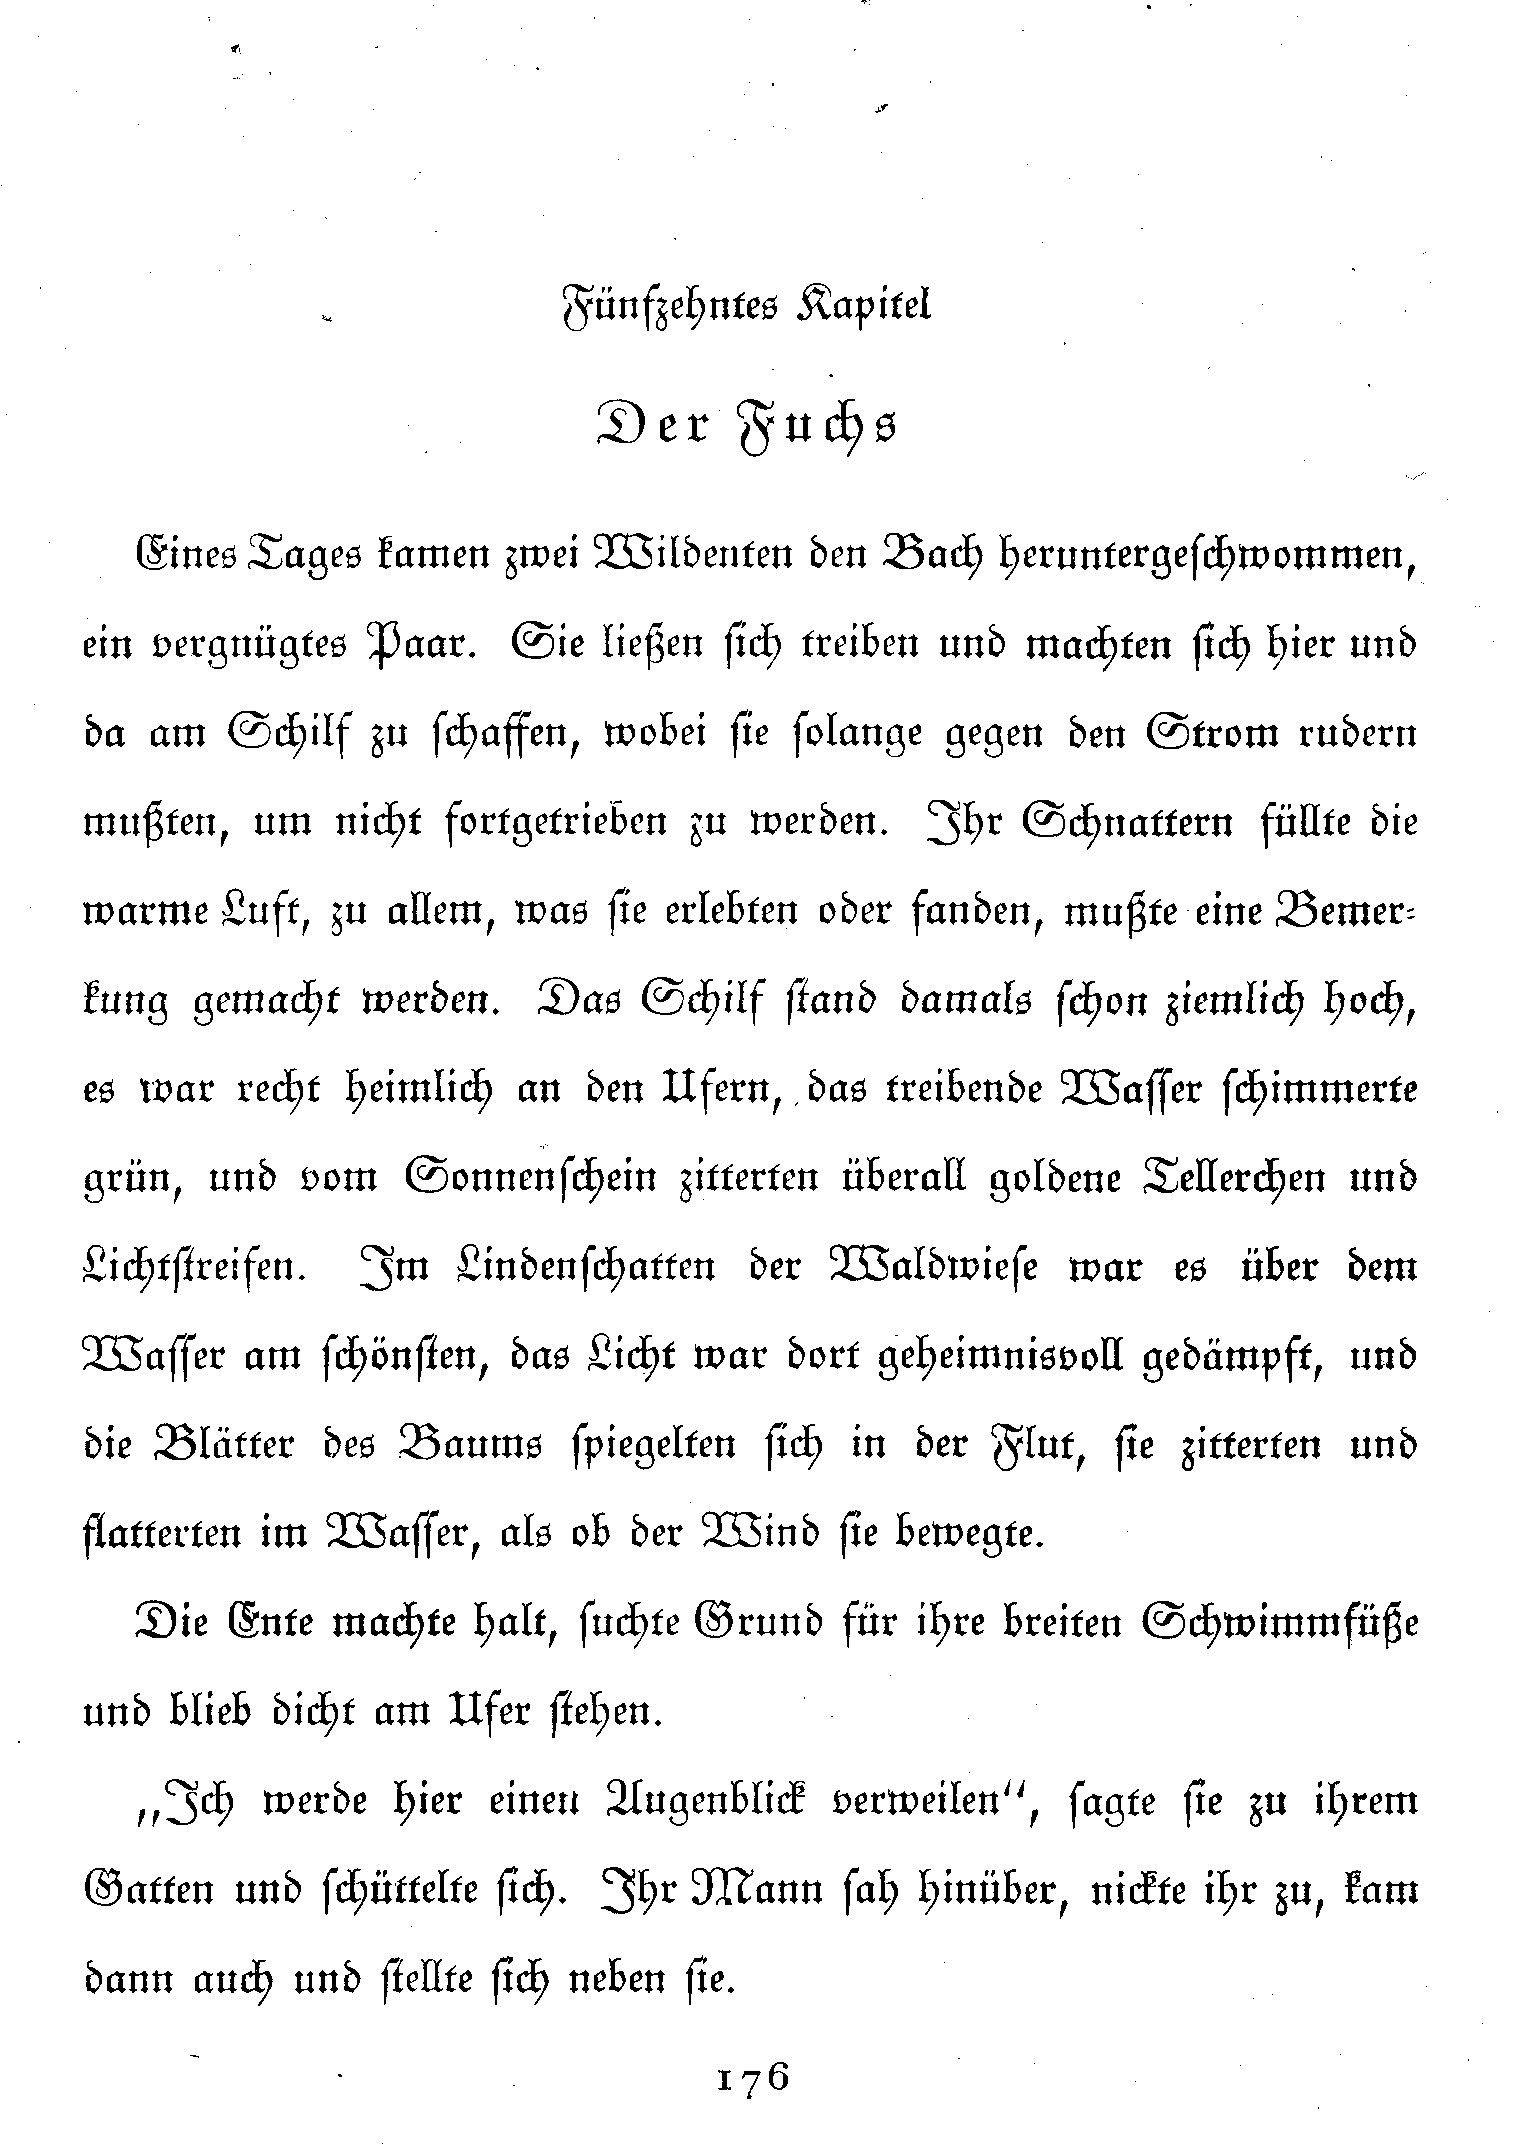 Fünfzehntes Kapitel
Der Fuchs
Eines Tages kamen zwei Wildenten den Bach heruntergeschwommen,
ein vergnügtes Paar. Sie ließen sich treiben und machten sich hier und
da am Schilf zu schaffen, wobei sie solange gegen den Strom rudern
mußten, um nicht fortgetrieben zu werden. Ihr Schnattern füllte die
warme Luft, zu allem, was sie erlebten oder fanden, mußte eine Bemer-
kung gemacht werden. Das Schilf stand damals schon ziemlich hoch,
es war recht heimlich an den Ufern, das treibende Wasser schimmerte
grün, und vom Sonnenschein zitterten überall goldene Tellerchen und
Lichtstreifen. Im Lindenschatten der Waldwiese war es über dem
Wasser am schönsten, das Licht war dort geheimnisvoll gedämpft, und
die Blätter des Baums spiegelten sich in der Flut, sie zitterten und
flatterten im Wasser, als ob der Wind sie bewegte.
Die Ente machte halt, suchte Grund für ihre breiten Schwimmfüße
und blieb dicht am Ufer stehen.
„Ich werde hier einen Augenblick verweilen“, sagte sie zu ihrem
Gatten und schüttelte sich. Ihr Mann sah hinüber, nickte ihr zu, kam
dann auch und stellte sich neben sie.
176